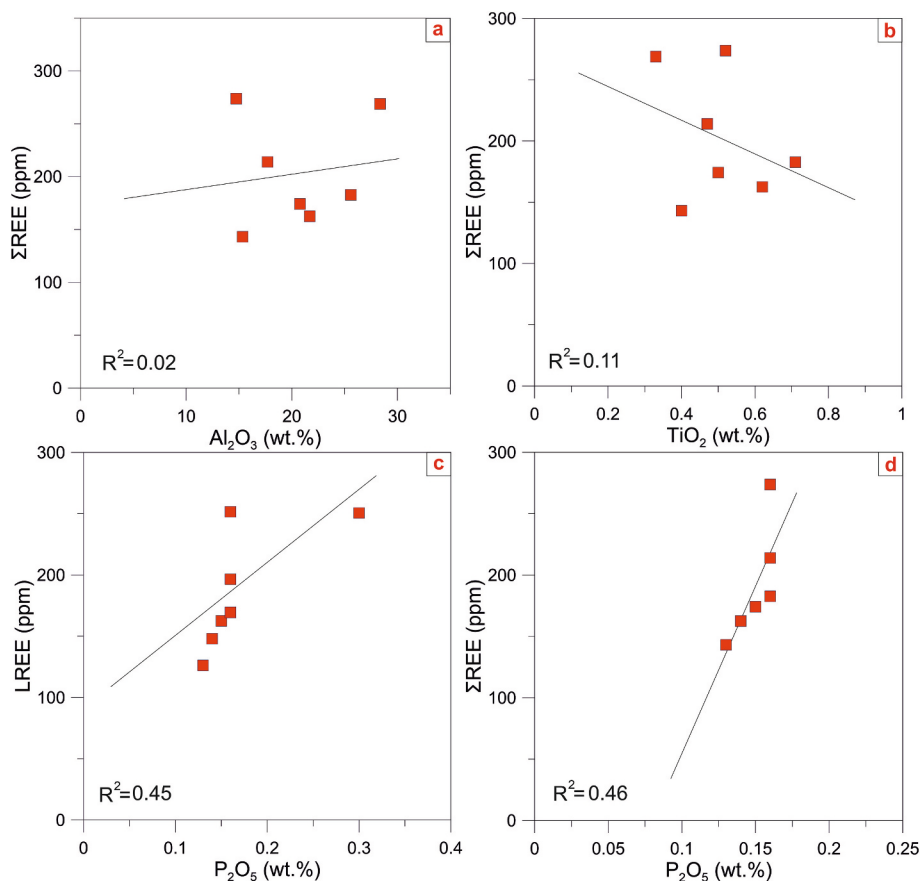 a
300
200
100
0
ΣREE (ppm)
R²=0.02
0 10 20 30
Al₂O₃ (wt.%)
b
300
200
100
0
ΣREE (ppm)
0 0.2 0.4 0.6 0.8 1
R²=0.11
TiO₂ (wt.%)
c
300
200
100
0
LREE (ppm)
R²=0.45
0 0.1 0.2 0.3 0.4
P₂O₅ (wt.%)
d
300
200
100
0
ΣREE (ppm)
R²=0.46
0 0.05 0.1 0.15 0.2 0.25
P₂O₅ (wt.%)